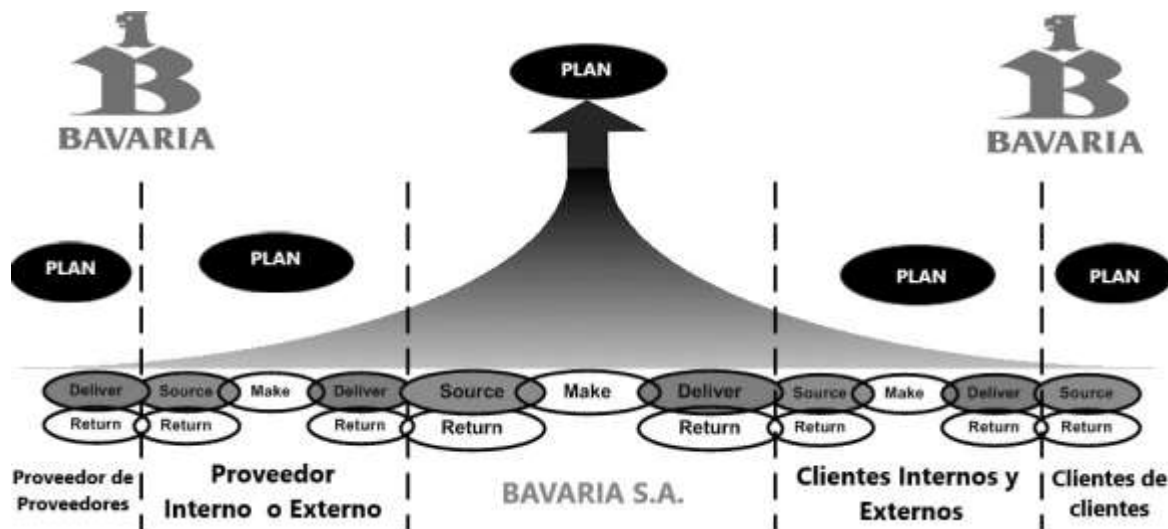 B
BAVARIA
B
BAVARIA
PLAN
PLAN
PLAN
PLAN
PLAN
Deliver
Source
Make
Deliver
Source
Make
Deliver
Source
Make
Deliver
Source
Return
Return
Return
Return
Return
Return
Return
Return
Proveedor de
Proveedores
Proveedor
Interno o Externo
BAVARIA S.A.
Clientes Internos y
Externos
Clientes de
clientes